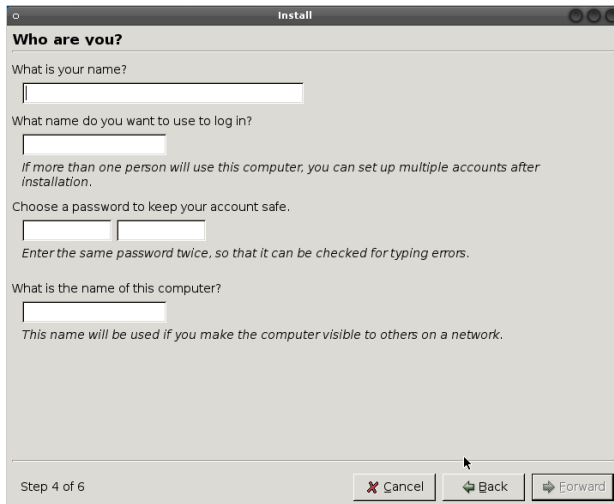 Install
Who are you?
What is your name?
What name do you want to use to log in?
If more than one person will use this computer, you can set up multiple accounts after
installation.
Choose a password to keep your account safe.
Enter the same password twice, so that it can be checked for typing errors.
What is the name of this computer?
This name will be used if you make the computer visible to others on a network.
Step 4 of 6 Cancel Back Forward